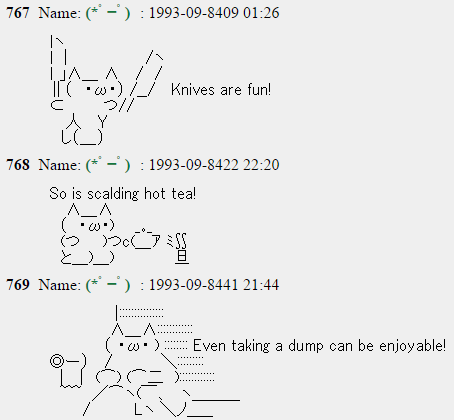 767 Name: (*ﾟーﾟ) : 1993-09-8409 01:26
Knives are fun!
768 Name: (*ﾟーﾟ) : 1993-09-8422 22:20
So is scalding hot tea!
769 Name: (*ﾟーﾟ) : 1993-09-8441 21:44
Even taking a dump can be enjoyable!